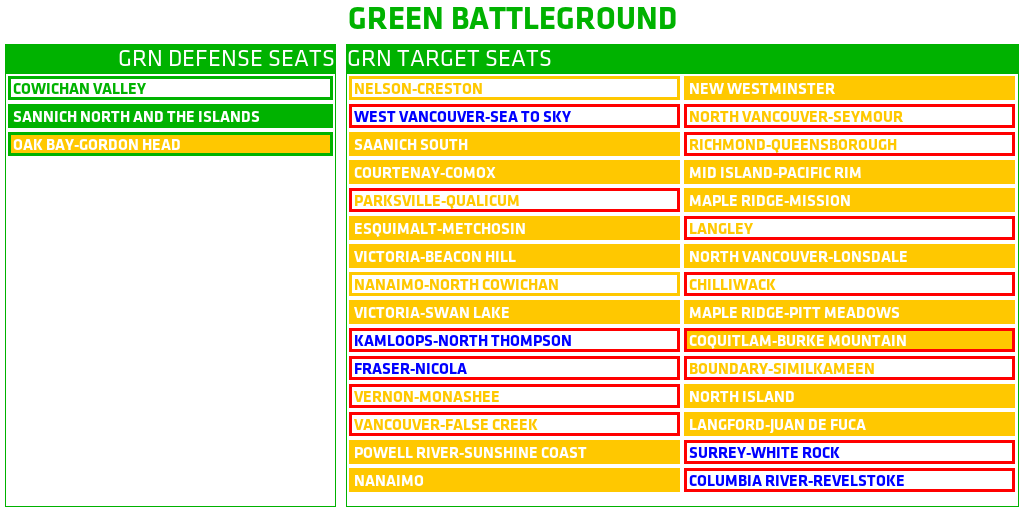 GREEN BATTLEGROUND
GRN DEFENSE SEATS
COWICHAN VALLEY
SANNICH NORTH AND THE ISLANDS
OAK BAY-GORDON HEAD
GRN TARGET SEATS
NELSON-CRESTON
WEST VANCOUVER-SEA TO SKY
SAANICH SOUTH
COURTENAY-COMOX
PARKSVILLE-QUALICUM
ESQUIMALT-METCHOSIN
VICTORIA-BEACON HILL
NANAIMO-NORTH COWICHAN
VICTORIA-SWAN LAKE
KAMLOOPS-NORTH THOMPSON
FRASER-NICOLA
VERNON-MONASHEE
VANCOUVER-FALSE CREEK
POWELL RIVER-SUNSHINE COAST
NANAIMO
NEW WESTMINSTER
NORTH VANCOUVER-SEYMOUR
RICHMOND-QUEENSBOROUGH
MID ISLAND-PACIFIC RIM
MAPLE RIDGE-MISSION
LANGLEY
NORTH VANCOUVER-LONSDALE
CHILLIWACK
MAPLE RIDGE-PITT MEADOWS
COQUITLAM-BURKE MOUNTAIN
BOUNDARY-SIMILKAMEEN
NORTH ISLAND
LANGFORD-JUAN DE FUCA
SURREY-WHITE ROCK
COLUMBIA RIVER-REVELSTOKE